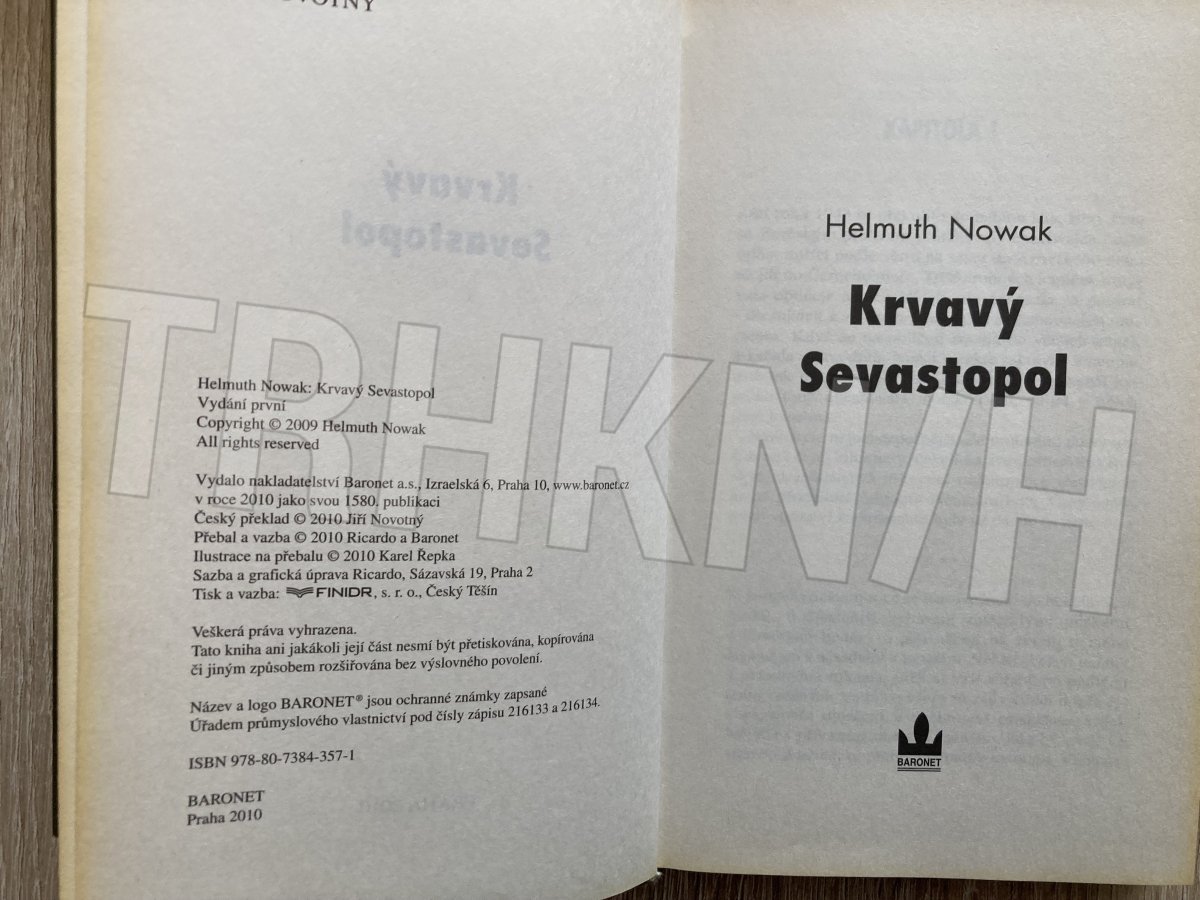 Helmuth Nowak: Krvavý Sevastopol
Vydání první
Copyright © 2009 Helmuth Nowak
All rights reserved
Vydalo nakladatelství Baronet a.s., Izraelská 6, Praha 10, www.baronet.cz
v roce 2010 jako svou 1580. publikaci
Český překlad © 2010 Jiří Novotný
Přebal a vazba © 2010 Ricardo a Baronet
Ilustrace na přebalu © 2010 Karel Řepka
Sazba a grafická úprava Ricardo, Sázavská 19, Praha 2
Tisk a vazba: FINIDR, s. r. o., Český Těšín
Veškerá práva vyhrazena.
Tato kniha ani jakákoli její část nesmí být přetiskována, kopírována
či jiným způsobem rozšiřována bez výslovného povolení.
Název a logo BARONET® jsou ochranné známky zapsané
Úřadem průmyslového vlastnictví pod čísly zápisu 216133 a 216134.
ISBN 978-80-7384-357-1
BARONET
Praha 2010
Helmuth Nowak
Krvavý
Sevastopol
BARONET
TRHKN/H